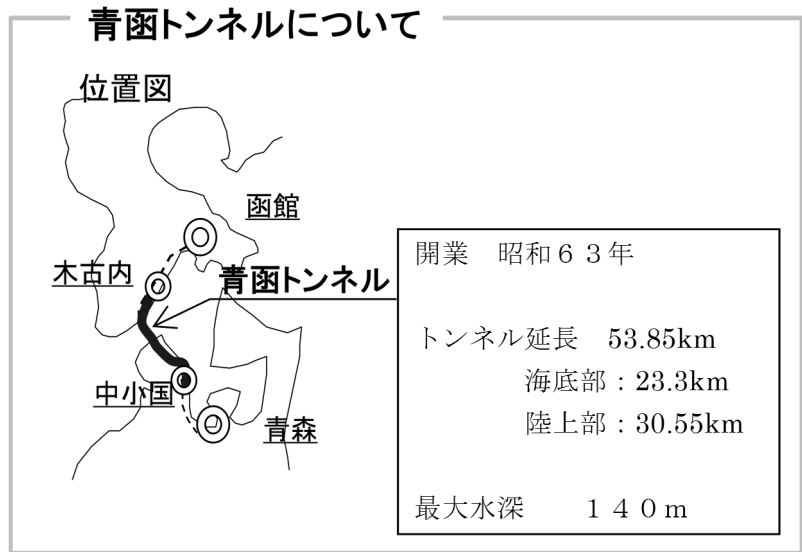 青函トンネルについて
位置図
函館
木古内
青函トンネル
中小国
青森
開業 昭和６３年
トンネル延長 53.85km
海底部：23.3km
陸上部：30.55km
最大水深 １４０ｍ